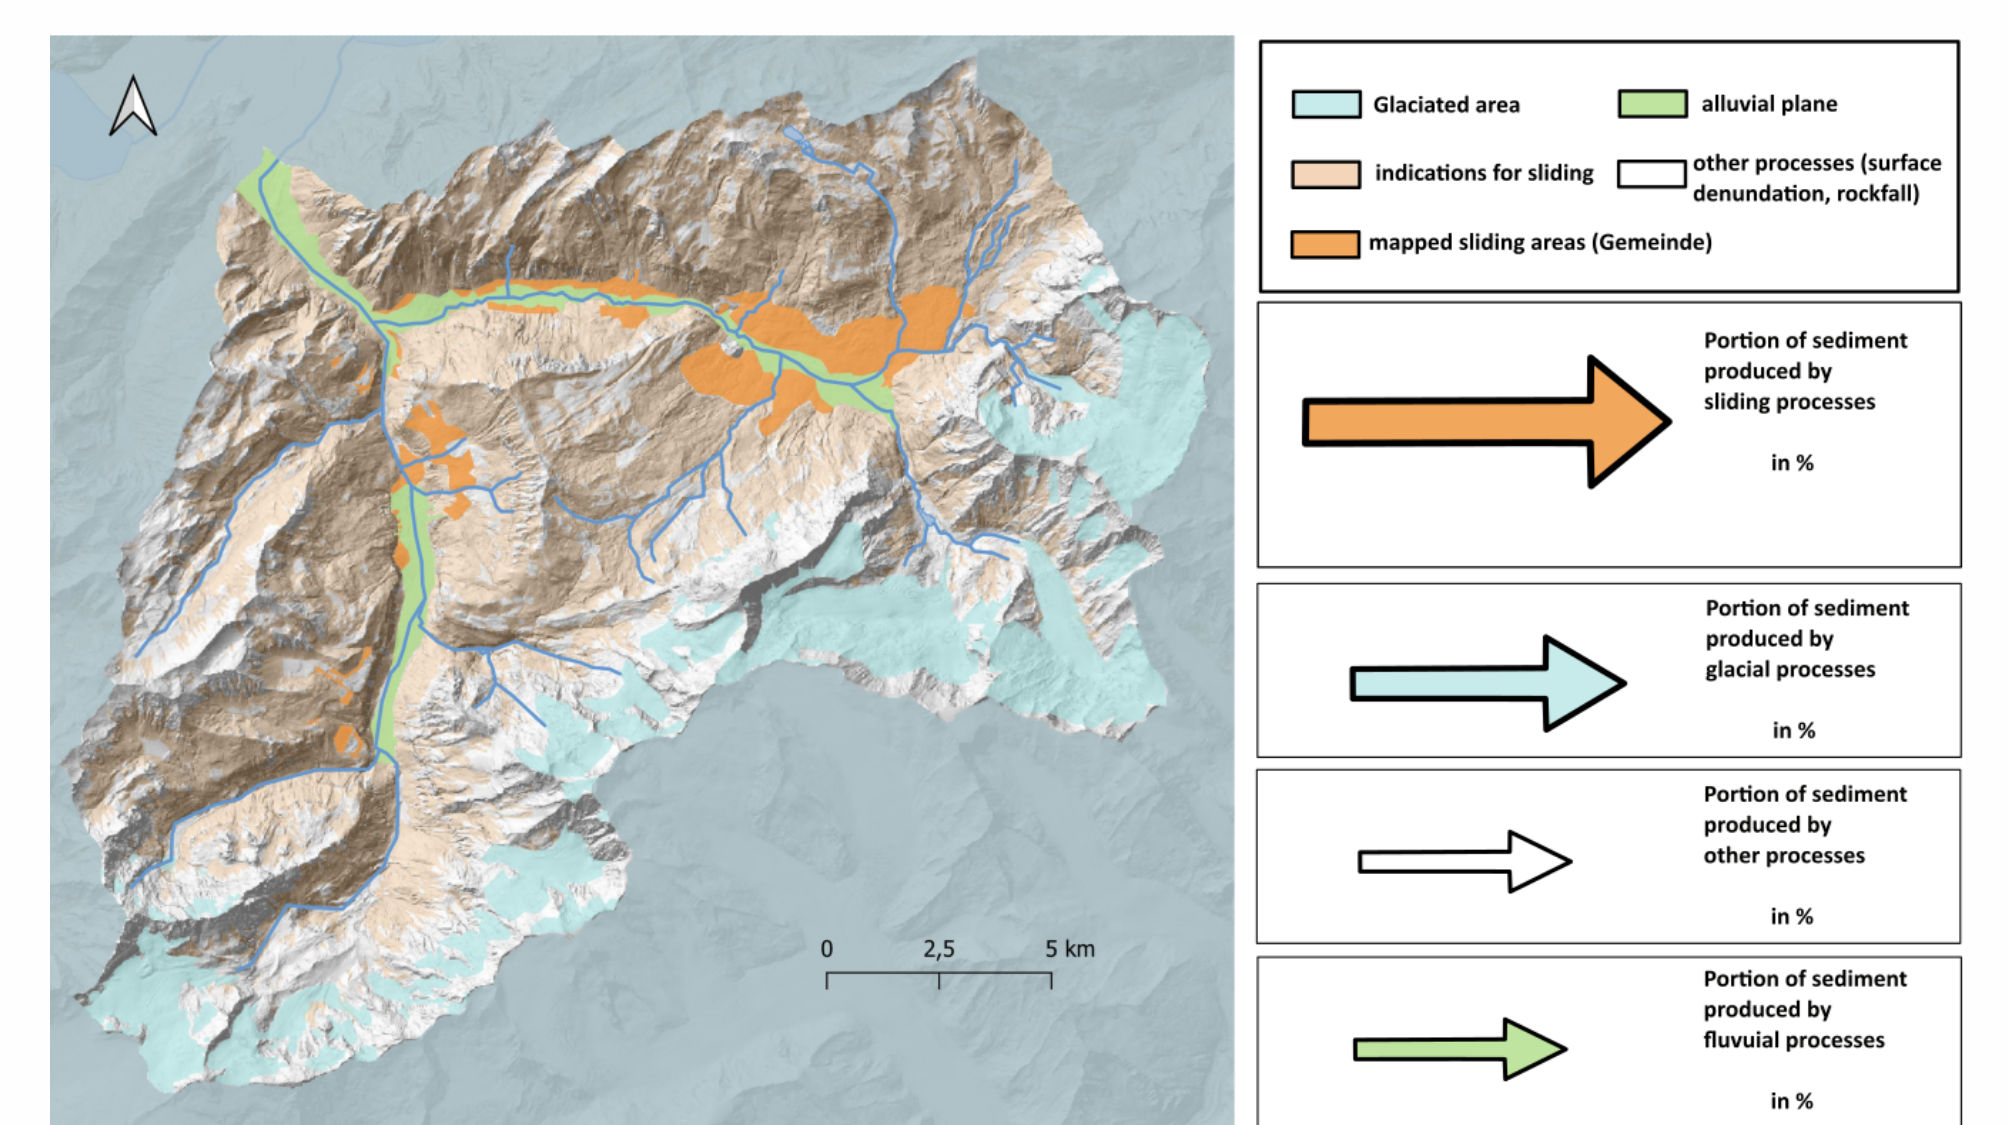 Glaciated area
alluvial plane
indications for sliding
other processes (surface
denundation, rockfall)
mapped sliding areas (Gemeinde)
Portion of sediment
produced by
sliding processes
in %
Portion of sediment
produced by
glacial processes
in %
Portion of sediment
produced by
other processes
in %
Portion of sediment
produced by
fluvuial processes
in %
0 2,5 5 km